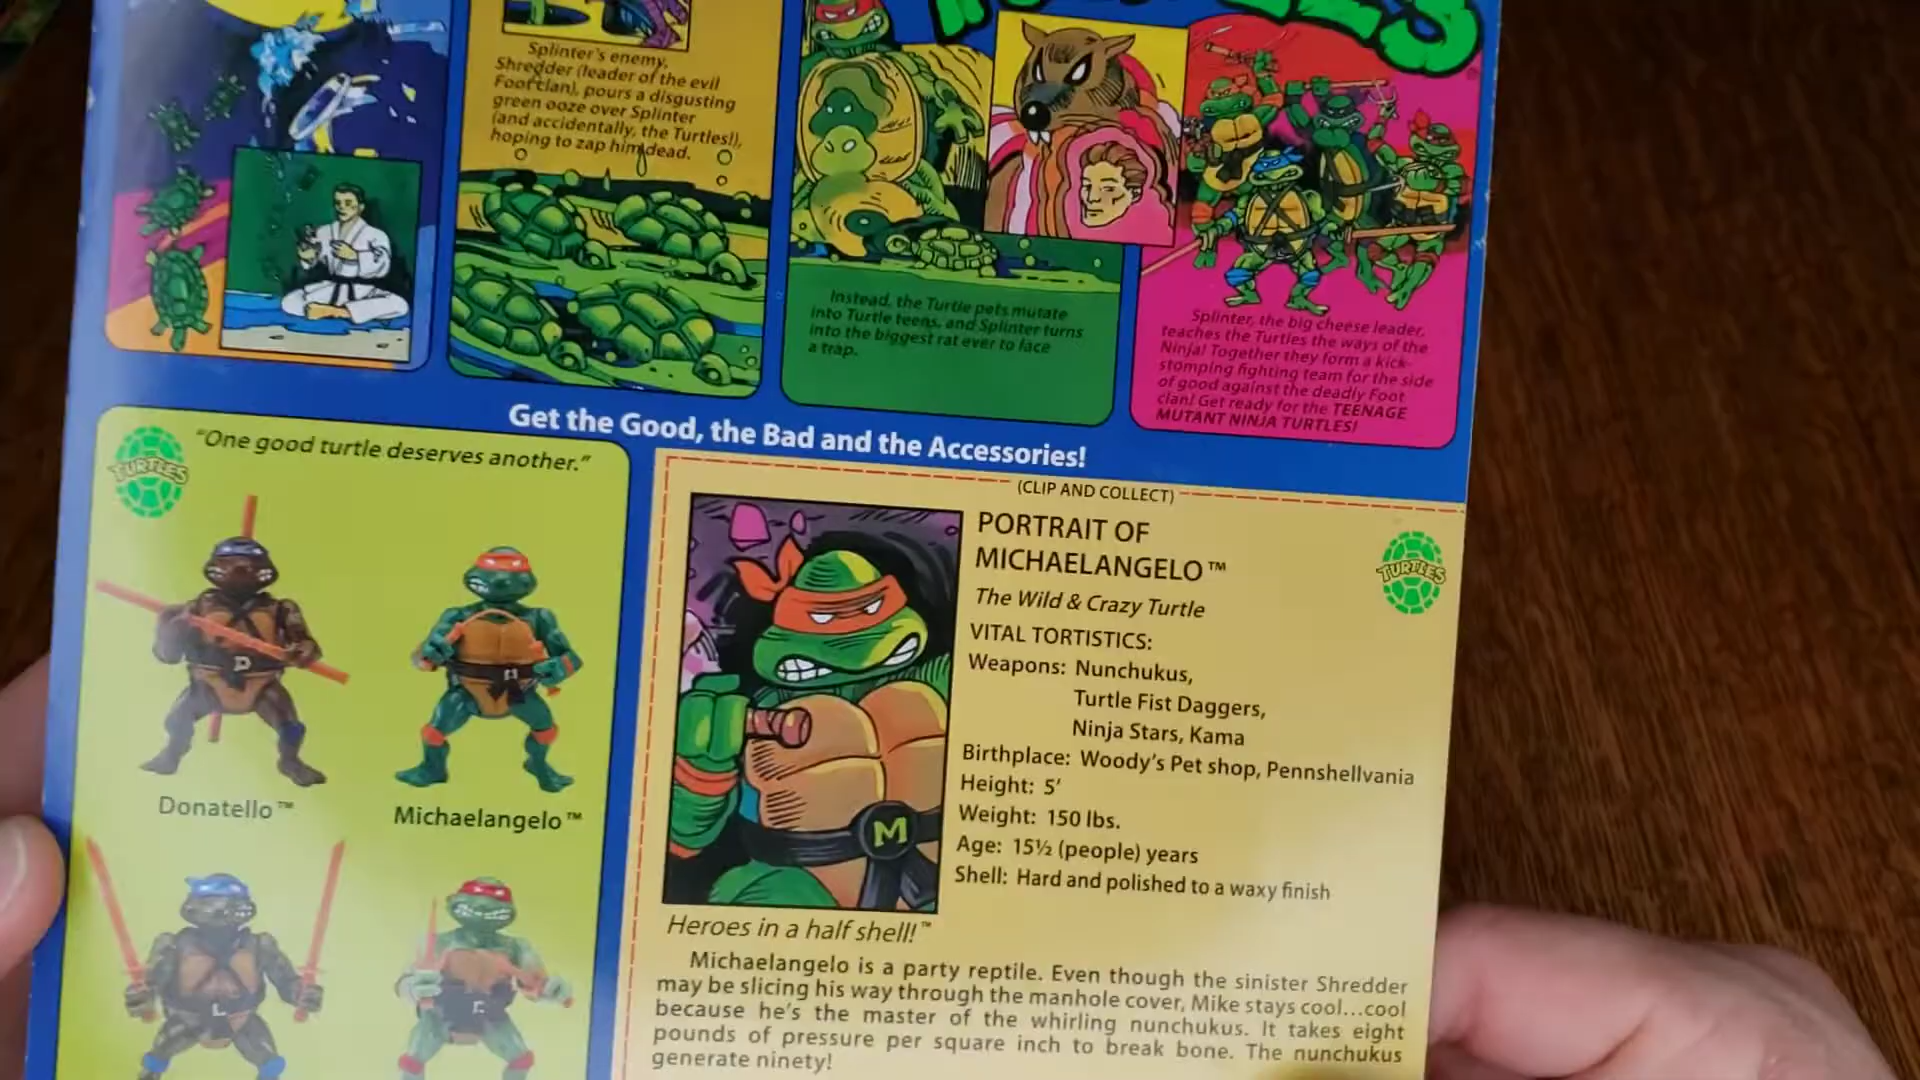 Splinter's enemy,
Shredder (leader of the evil
Foot clan), pours a disgusting
green ooze over Splinter
(and accidentally, the Turtles!),
hoping to zap him dead.
Instead, the Turtle pets mutate
into Turtle teens, and Splinter turns
into the biggest rat ever to face
a trap.
Splinter, the big cheese leader,
teaches the Turtles the ways of the
Ninja! Together they form a kick-
stomping fighting team for the side
of good against the deadly Foot
clan! Get ready for the TEENAGE
MUTANT NINJA TURTLES!
Get the Good, the Bad and the Accessories!
TURTLES
"One good turtle deserves another."
D
M
Donatello™
Michaelangelo™
L
(CLIP AND COLLECT)
PORTRAIT OF
MICHAELANGELO™
TURTLES
The Wild & Crazy Turtle
VITAL TORTISTICS:
Weapons: Nunchukus,
Turtle Fist Daggers,
Ninja Stars, Kama
Birthplace: Woody's Pet shop, Pennshellvania
Height: 5'
Weight: 150 lbs.
Age: 15½ (people) years
Shell: Hard and polished to a waxy finish
M
Heroes in a half shell!™
Michaelangelo is a party reptile. Even though the sinister Shredder
may be slicing his way through the manhole cover, Mike stays cool...cool
because he's the master of the whirling nunchukus. It takes eight
pounds of pressure per square inch to break bone. The nunchukus
generate ninety!